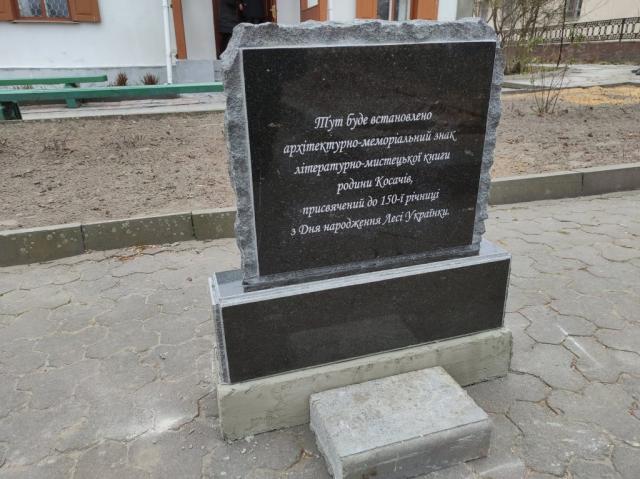 Тут буде встановлено
архітектурно-меморіальний знак
літературно-мистецької книги
родини Косачів,
присвячений до 150-ї річниці
з Дня народження Лесі Українки.